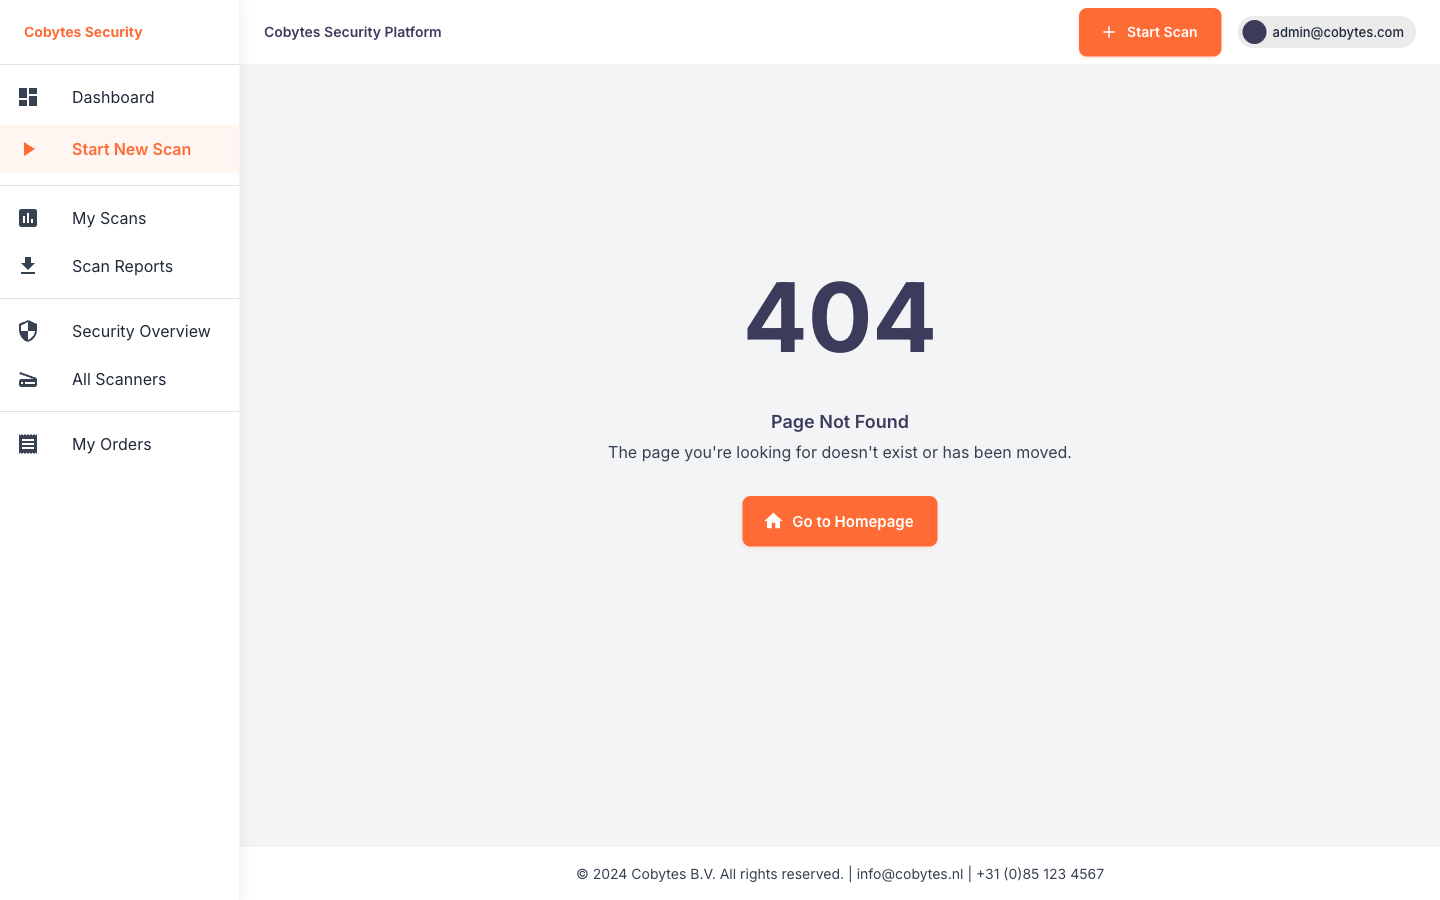 Cobytes Security
Cobytes Security Platform
Start Scan
admin@cobytes.com
Dashboard
Start New Scan
My Scans
Scan Reports
Security Overview
All Scanners
My Orders
404
Page Not Found
The page you're looking for doesn't exist or has been moved.
Go to Homepage
© 2024 Cobytes B.V. All rights reserved. | info@cobytes.nl | +31 (0)85 123 4567